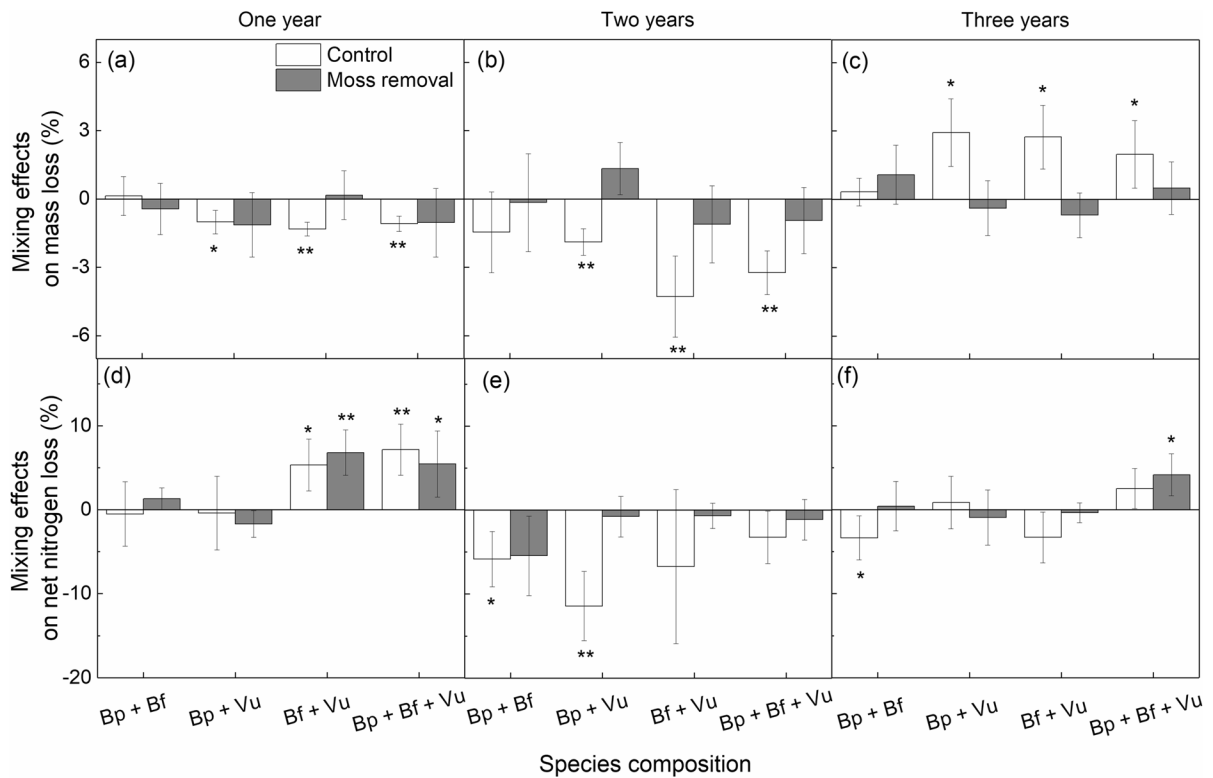 One year
Two years
Three years
(a)
Control
Moss removal
(b)
(c)
6
3
0
-3
-6
Mixing effects
on mass loss (%)
*
**
**
**
**
**
*
*
*
(d)
(e)
(f)
10
0
-10
-20
Mixing effects
on net nitrogen loss (%)
*
**
**
*
*
**
*
*
Bp + Bf
Bp + Vu
Bf + Vu
Bp + Bf + Vu
Bp + Bf
Bp + Vu
Bf + Vu
Bp + Bf + Vu
Bp + Bf
Bp + Vu
Bf + Vu
Bp + Bf + Vu
Species composition